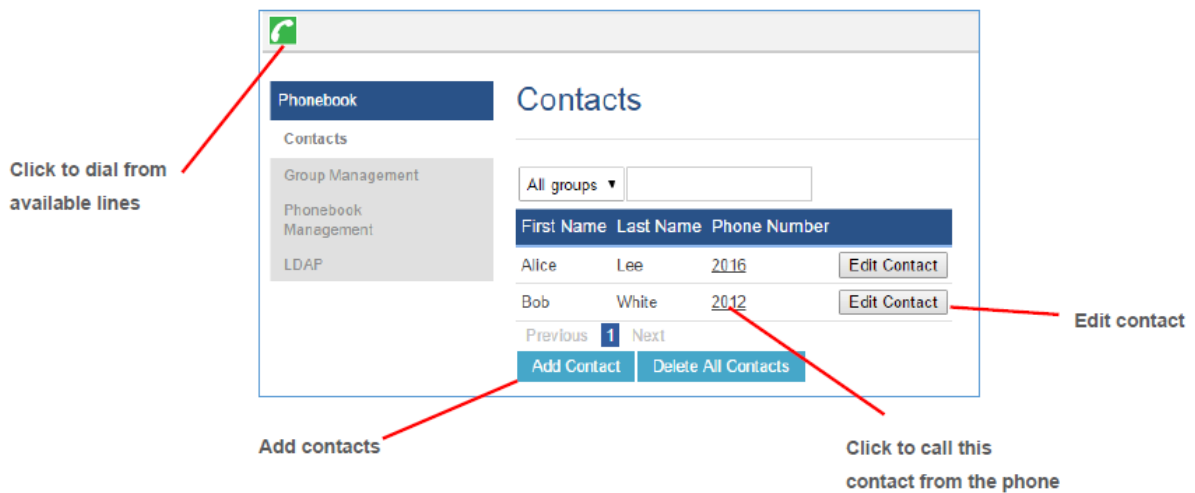 Phonebook
Contacts
Group Management
Phonebook
Management
LDAP
Contacts
All groups
First Name Last Name Phone Number
Alice Lee 2016 Edit Contact
Bob White 2012 Edit Contact
Previous 1 Next
Add Contact Delete All Contacts
Click to dial from
available lines
Edit contact
Add contacts
Click to call this
contact from the phone